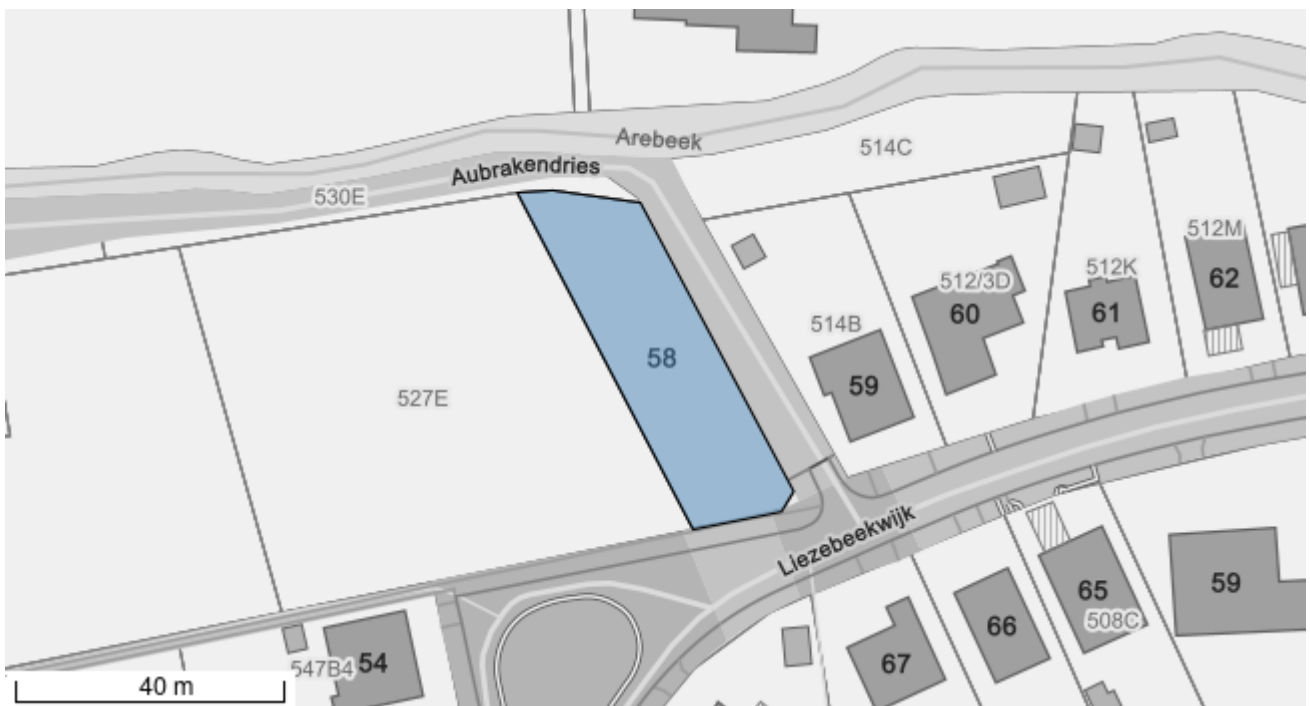 Arebeek
514C
Aubrakendries
530E
512M
512K
512/3D
62
60
61
514B
58
59
527E
Liezebeekwijk
65
59
508C
66
67
547B4
54
40 m